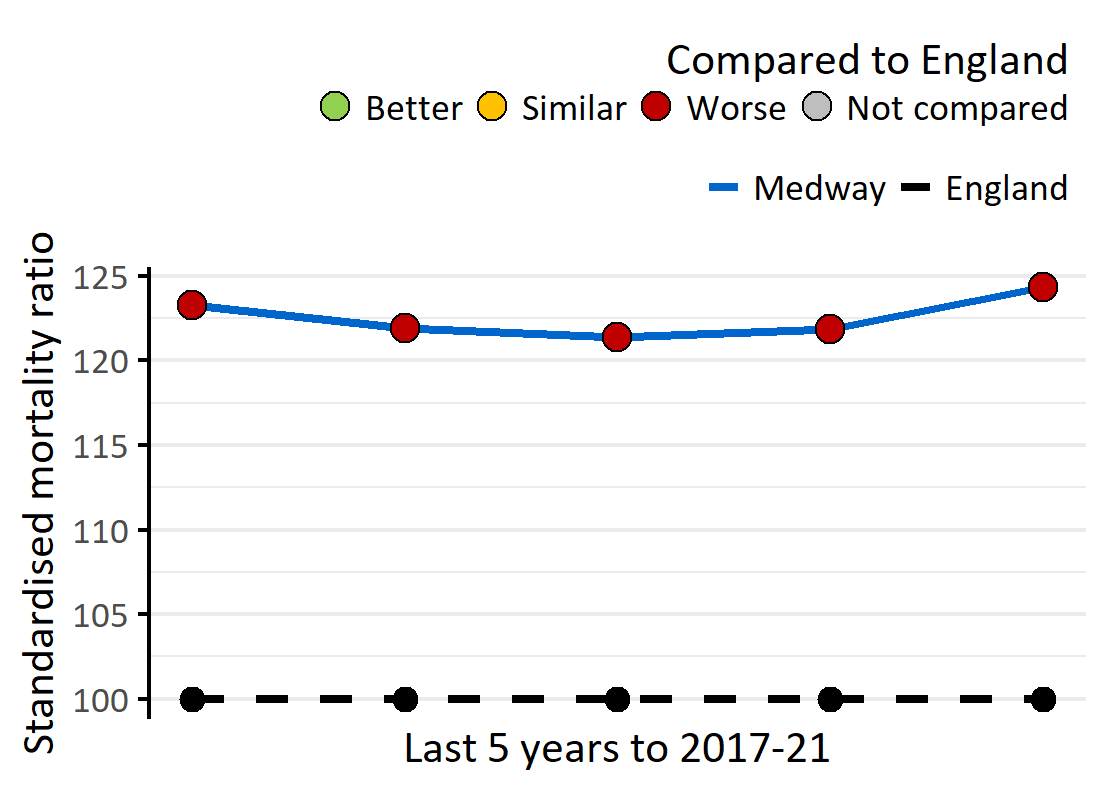 Compared to England
Better Similar Worse Not compared
Medway England
Standardised mortality ratio
125
120
115
110
105
100
Last 5 years to 2017-21